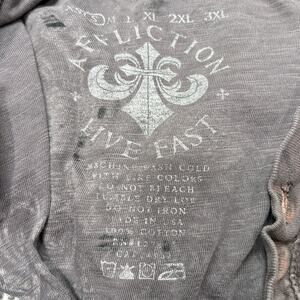 M L XL 2XL 3XL
AFFLICTION
LIVE FAST
MACHINE WASH COLD
WITH LIKE COLORS
DO NOT BLEACH
TUMBLE DRY LOW
DO NOT IRON
MADE IN USA
100% COTTON